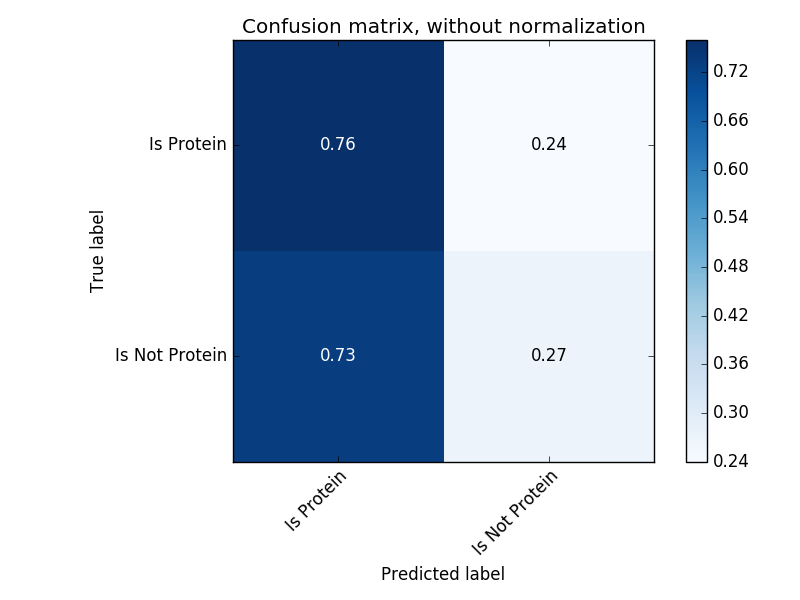 Confusion matrix, without normalization
Is Protein
0.76
0.24
True label
Is Not Protein
0.73
0.27
Is Protein
Is Not Protein
Predicted label
0.72
0.66
0.60
0.54
0.48
0.42
0.36
0.30
0.24